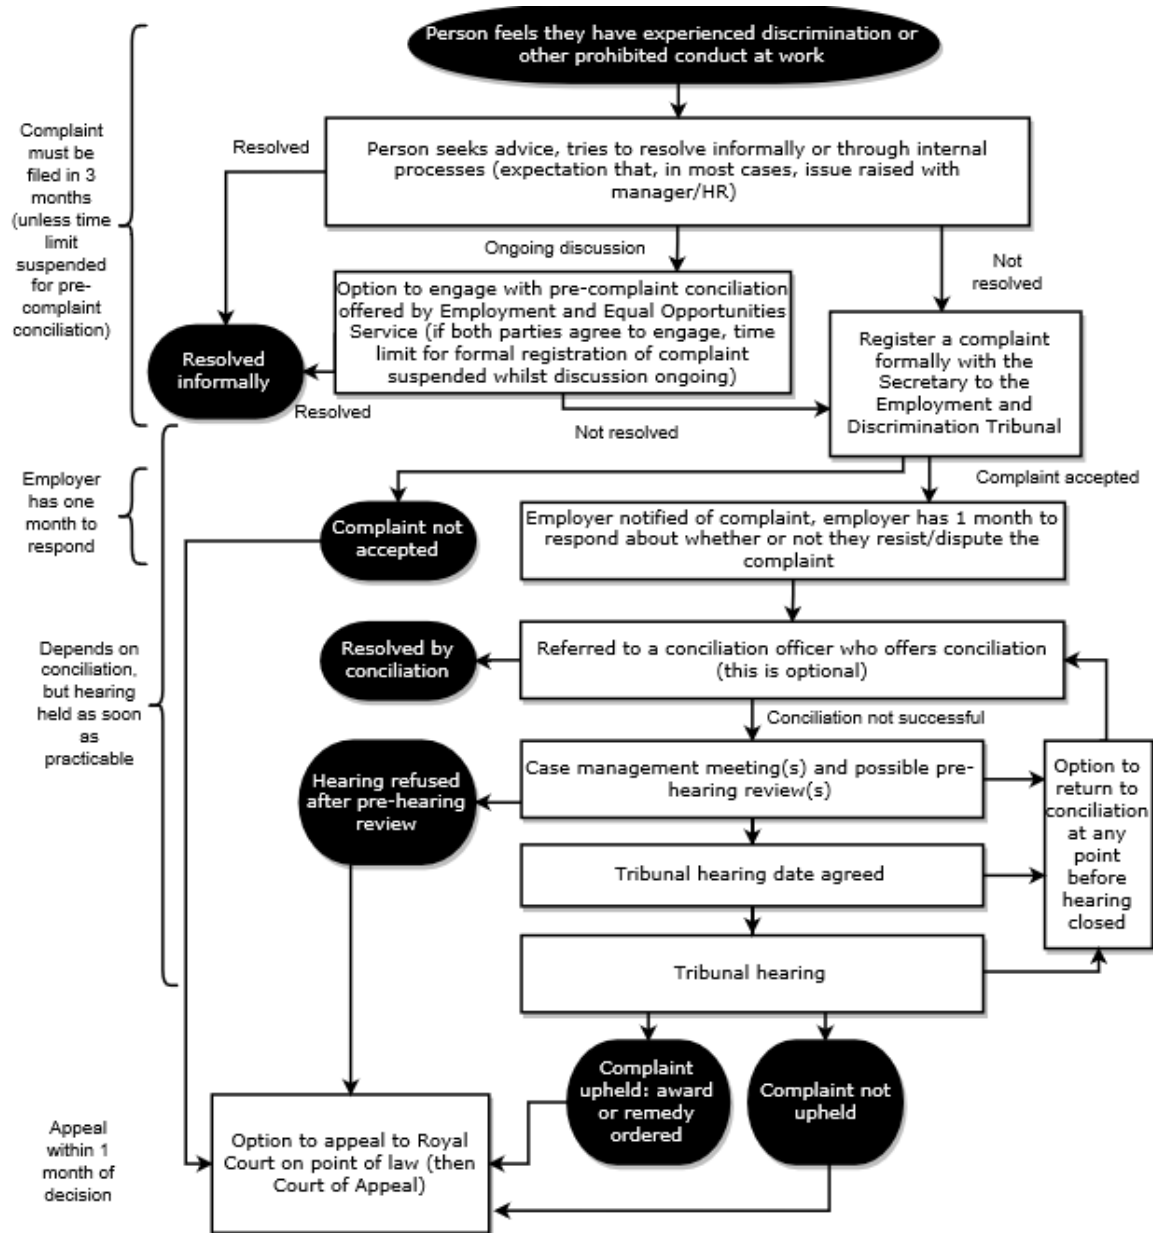 Person feels they have experienced discrimination or
other prohibited conduct at work
Complaint
must be
filed in 3
months
(unless time
limit
suspended
for pre-
complaint
conciliation)
Resolved
Person seeks advice, tries to resolve informally or through internal
processes (expectation that, in most cases, issue raised with
manager/HR)
Ongoing discussion
Not
resolved
Option to engage with pre-complaint conciliation
offered by Employment and Equal Opportunities
Service (if both parties agree to engage, time
limit for formal registration of complaint
suspended whilst discussion ongoing)
Resolved
informally
Register a complaint
formally with the
Secretary to the
Employment and
Discrimination Tribunal
Resolved
Not resolved
Employer
has one
month to
respond
Complaint accepted
Complaint not
accepted
Employer notified of complaint, employer has 1 month to
respond about whether or not they resist/dispute the
complaint
Depends on
conciliation,
but hearing
held as soon
as
practicable
Resolved by
conciliation
Referred to a conciliation officer who offers conciliation
(this is optional)
Conciliation not successful
Hearing refused
after pre-hearing
review
Case management meeting(s) and possible pre-
hearing review(s)
Option to
return to
conciliation
at any
point
before
hearing
closed
Tribunal hearing date agreed
Tribunal hearing
Complaint
upheld: award
or remedy
ordered
Complaint not
upheld
Appeal
within 1
month of
decision
Option to appeal to Royal
Court on point of law (then
Court of Appeal)